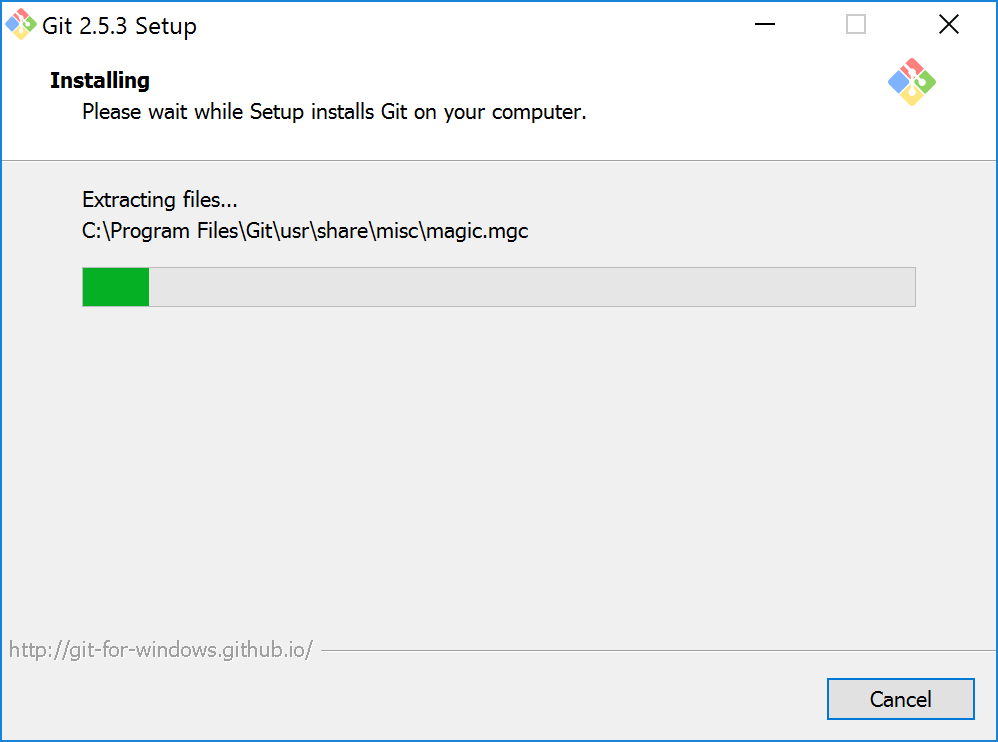 Git 2.5.3 Setup
Installing
Please wait while Setup installs Git on your computer.
Extracting files...
C:\Program Files\Git\usr\share\misc\magic.mgc
http://git-for-windows.github.io/
Cancel